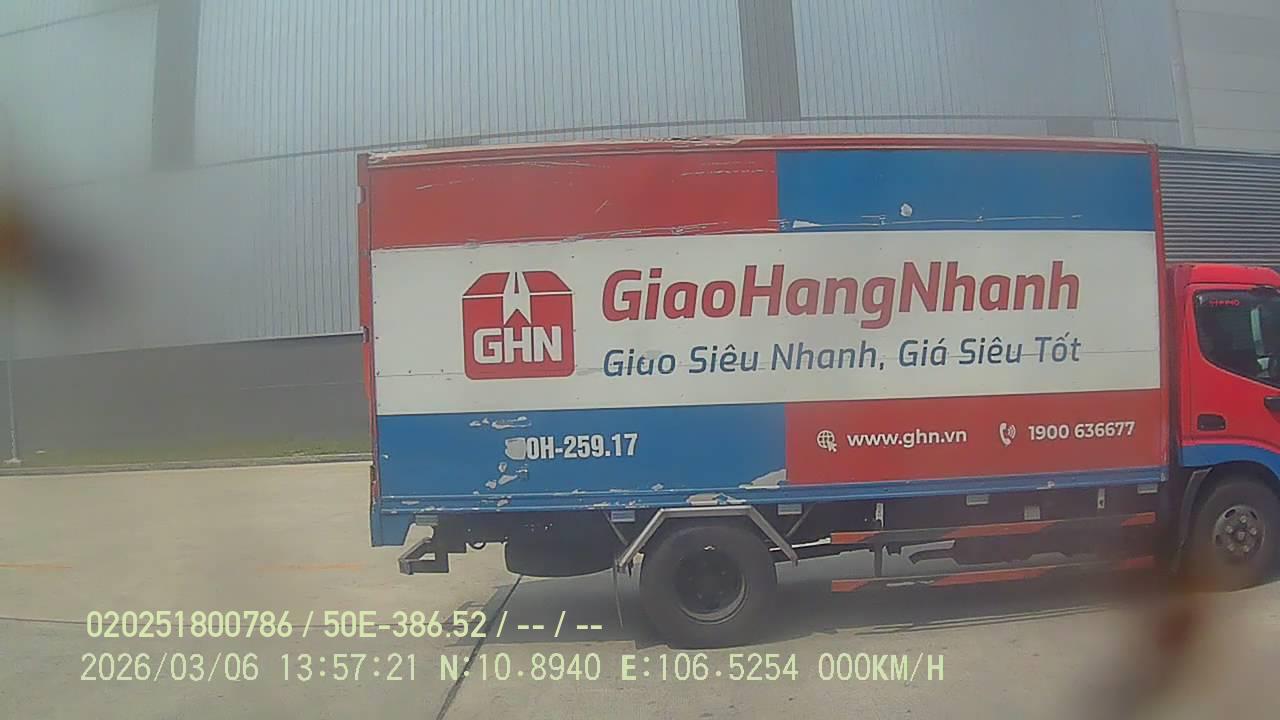 GiaoHangNhanh
GHN
Giao Siêu Nhanh, Giá Siêu Tốt
0H-259.17
www.ghn.vn
1900 636677
020251800786 / 50E-386.52 / -- / --
2026/03/06 13:57:21 N:10.8940 E:106.5254 000KM/H